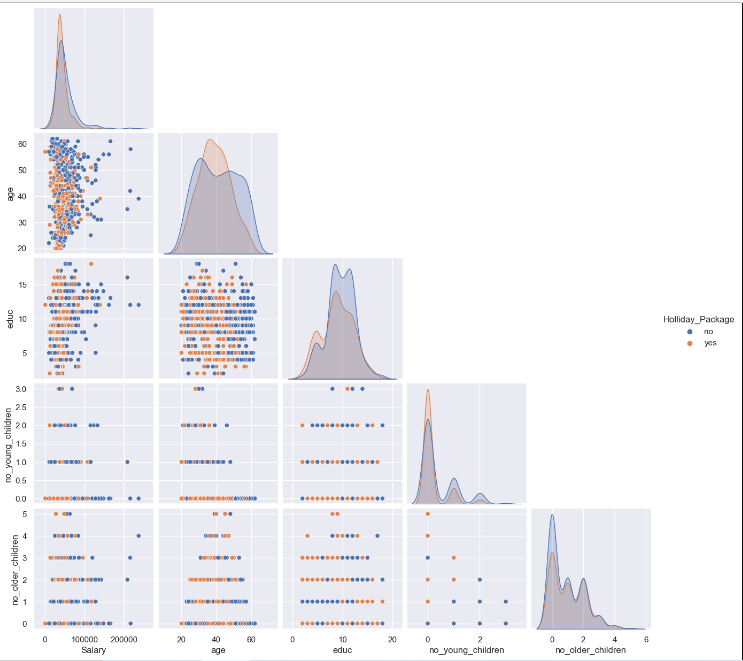 60
50
age
40
30
20
15
educ
10
5
Holliday_Package
no
yes
3.0
2.5
no_young_children
2.0
1.5
1.0
0.5
0.0
5
4
no_older_children
3
2
1
0
0 100000 200000 20 40 60 0 10 20 0 2 0 2 4 6
Salary age educ no_young_children no_older_children